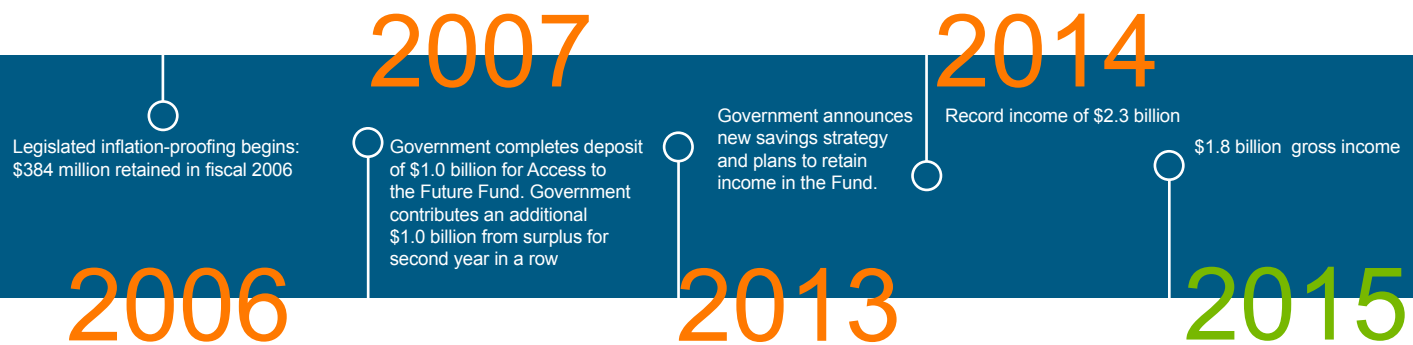 2006
Legislated inflation-proofing begins:
$384 million retained in fiscal 2006
2007
Government completes deposit
of $1.0 billion for Access to
the Future Fund. Government
contributes an additional
$1.0 billion from surplus for
second year in a row
2013
Government announces
new savings strategy
and plans to retain
income in the Fund.
2014
Record income of $2.3 billion
2015
$1.8 billion gross income